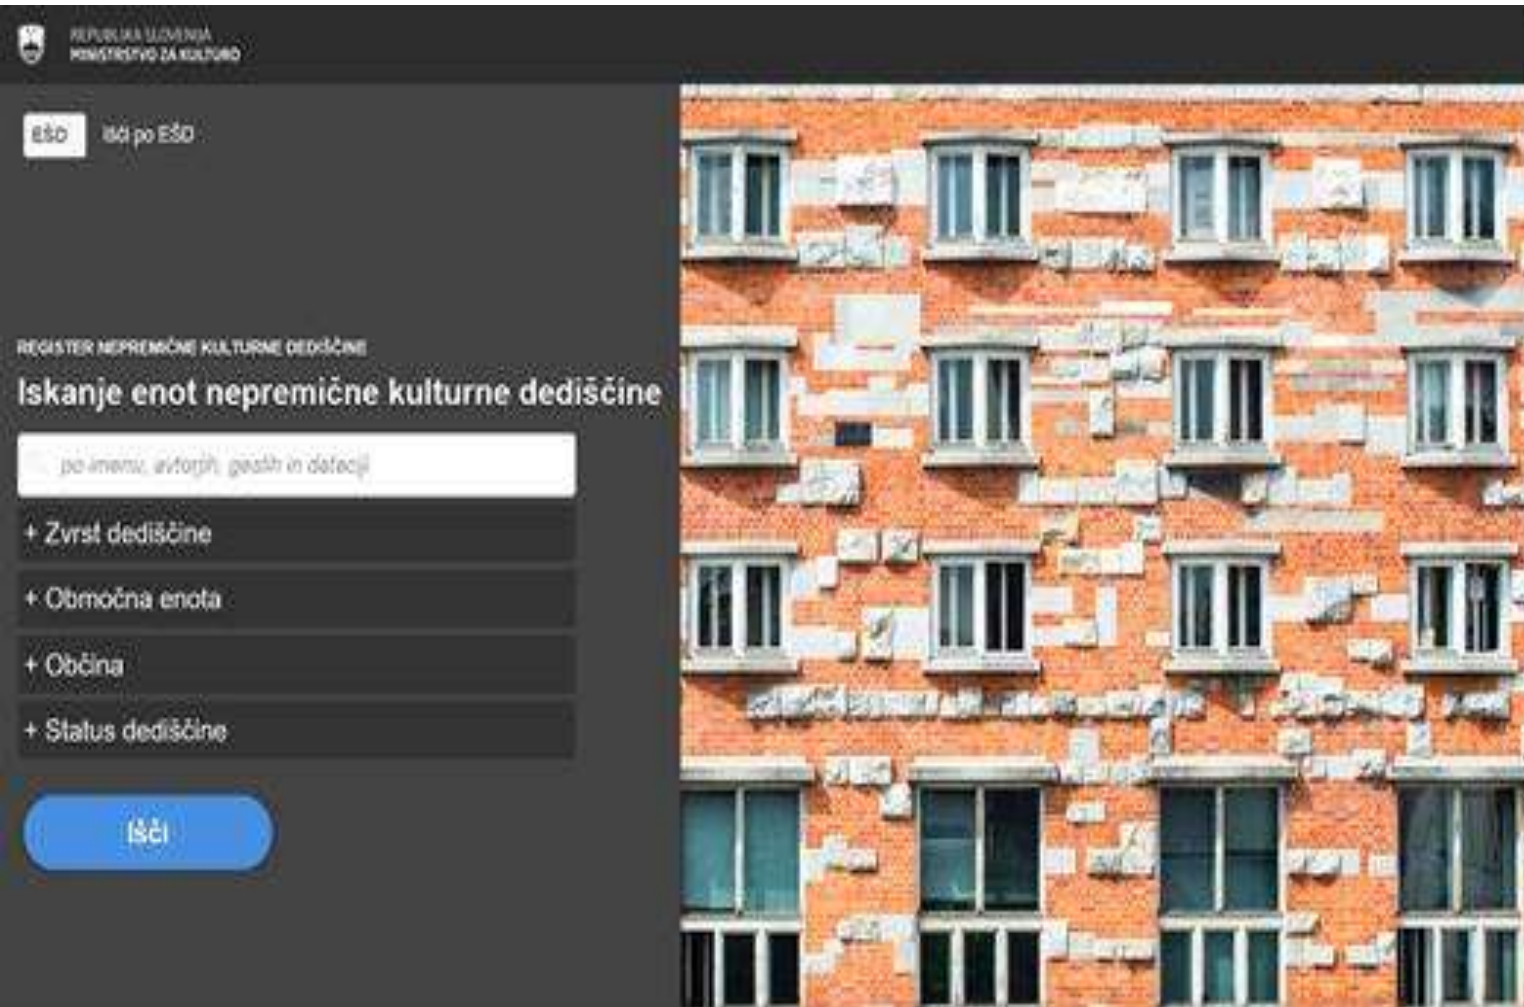 REPUBLIKA SLOVENIJA
MINISTRSTVO ZA KULTURO
EŠD Išči po EŠD
REGISTER NEPREMIČNE KULTURNE DEDIŠČINE
Iskanje enot nepremične kulturne dediščine
po imenu, avtorjih, geslih in dataciji
+ Zvrst dediščine
+ Območna enota
+ Občina
+ Status dediščine
Išči